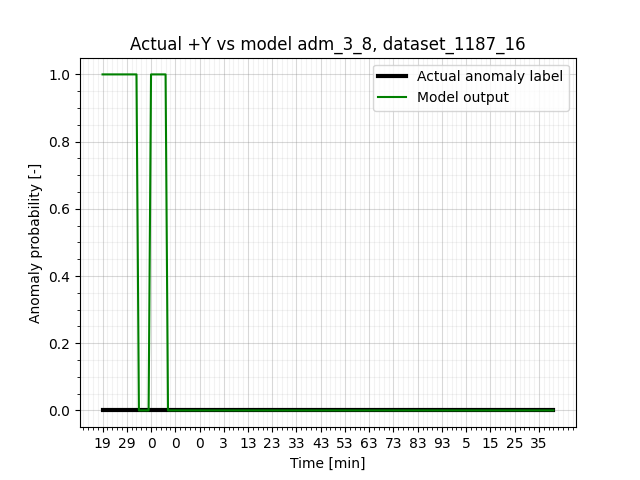 Actual +Y vs model adm_3_8, dataset_1187_16
Actual anomaly label
Model output
Anomaly probability [-]
1.0
0.8
0.6
0.4
0.2
0.0
19 29 0 0 0 3 13 23 33 43 53 63 73 83 93 5 15 25 35
Time [min]